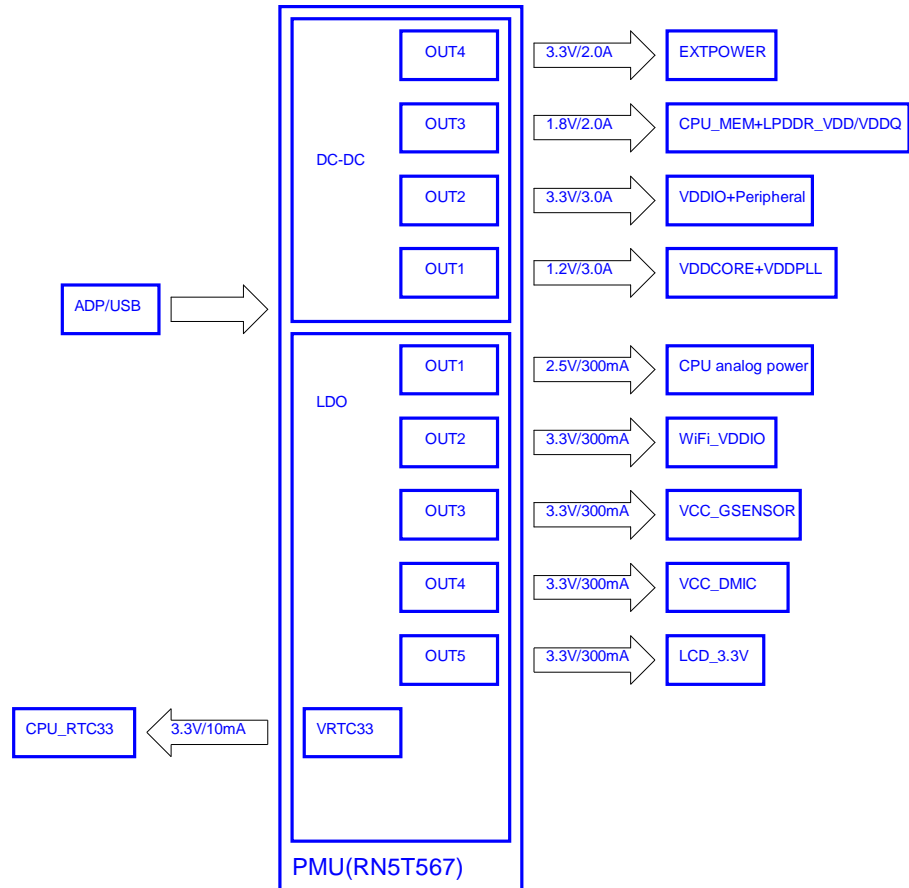 OUT4
3.3V/2.0A
EXTPOWER
OUT3
1.8V/2.0A
CPU_MEM+LPDDR_VDD/VDDQ
DC-DC
OUT2
3.3V/3.0A
VDDIO+Peripheral
OUT1
1.2V/3.0A
VDDCORE+VDDPLL
ADP/USB
OUT1
2.5V/300mA
CPU analog power
LDO
OUT2
3.3V/300mA
WiFi_VDDIO
OUT3
3.3V/300mA
VCC_GSENSOR
OUT4
3.3V/300mA
VCC_DMIC
OUT5
3.3V/300mA
LCD_3.3V
CPU_RTC33
3.3V/10mA
VRTC33
PMU(RN5T567)